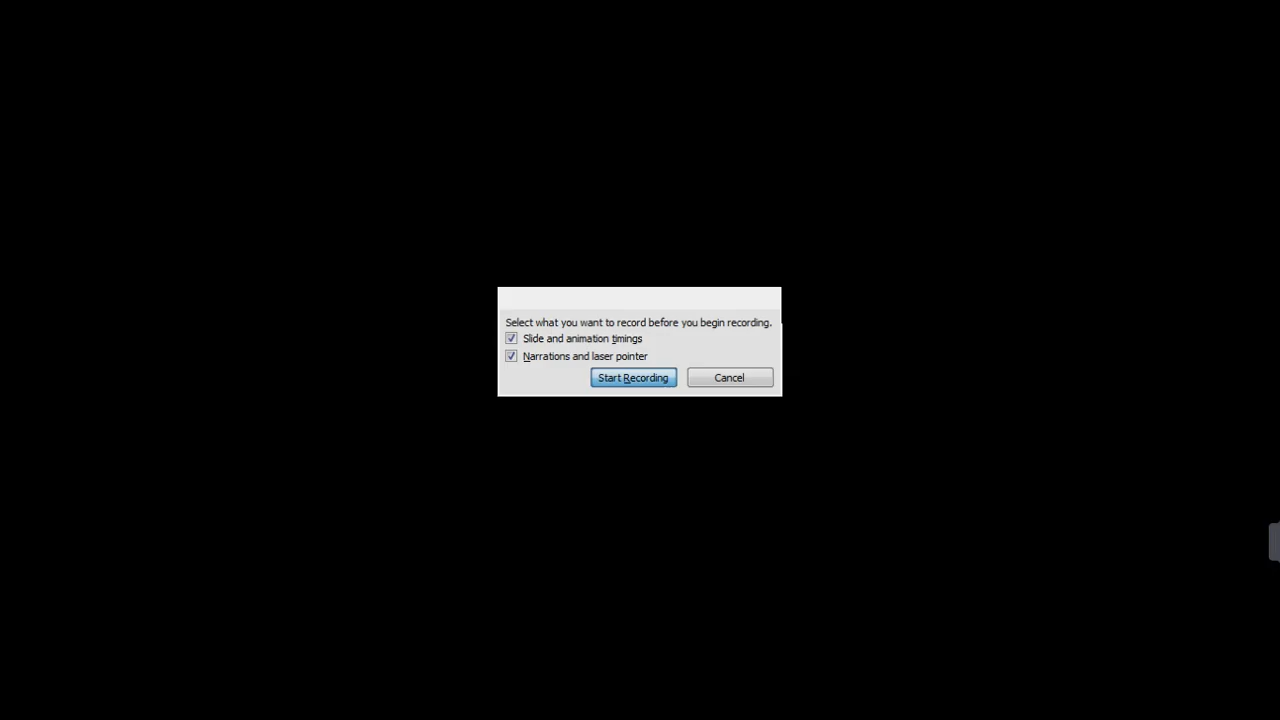 Select what you want to record before you begin recording.
Slide and animation timings
Narrations and laser pointer
Start Recording
Cancel